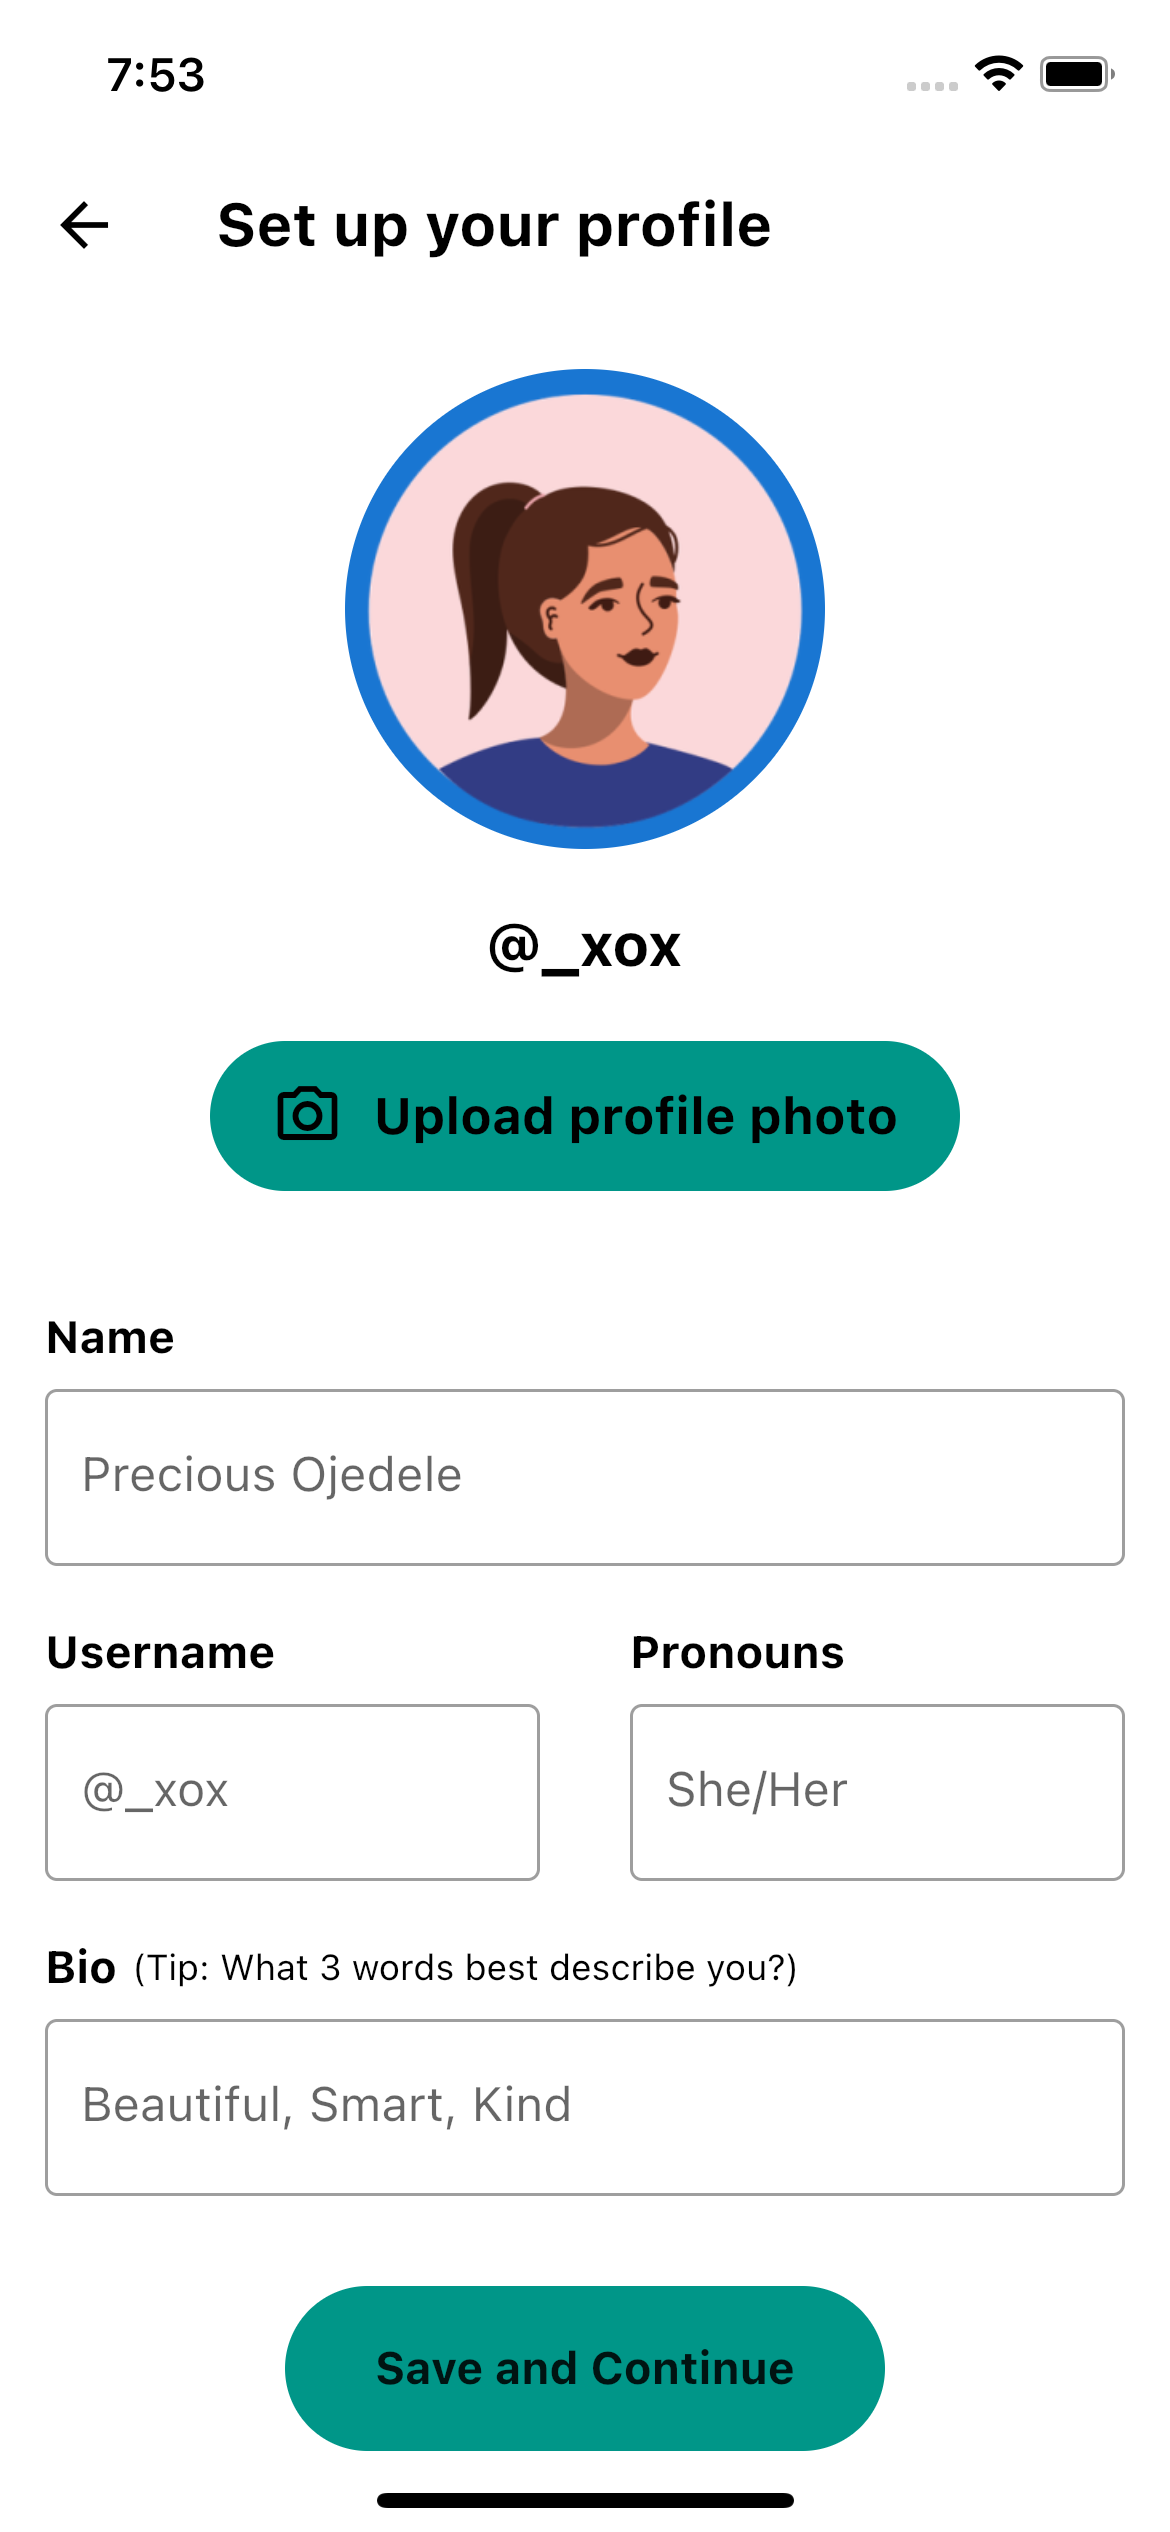 7:53
Set up your profile
@_xox
Upload profile photo
Name
Precious Ojedele
Username Pronouns
@_xox She/Her
Bio (Tip: What 3 words best describe you?)
Beautiful, Smart, Kind
Save and Continue